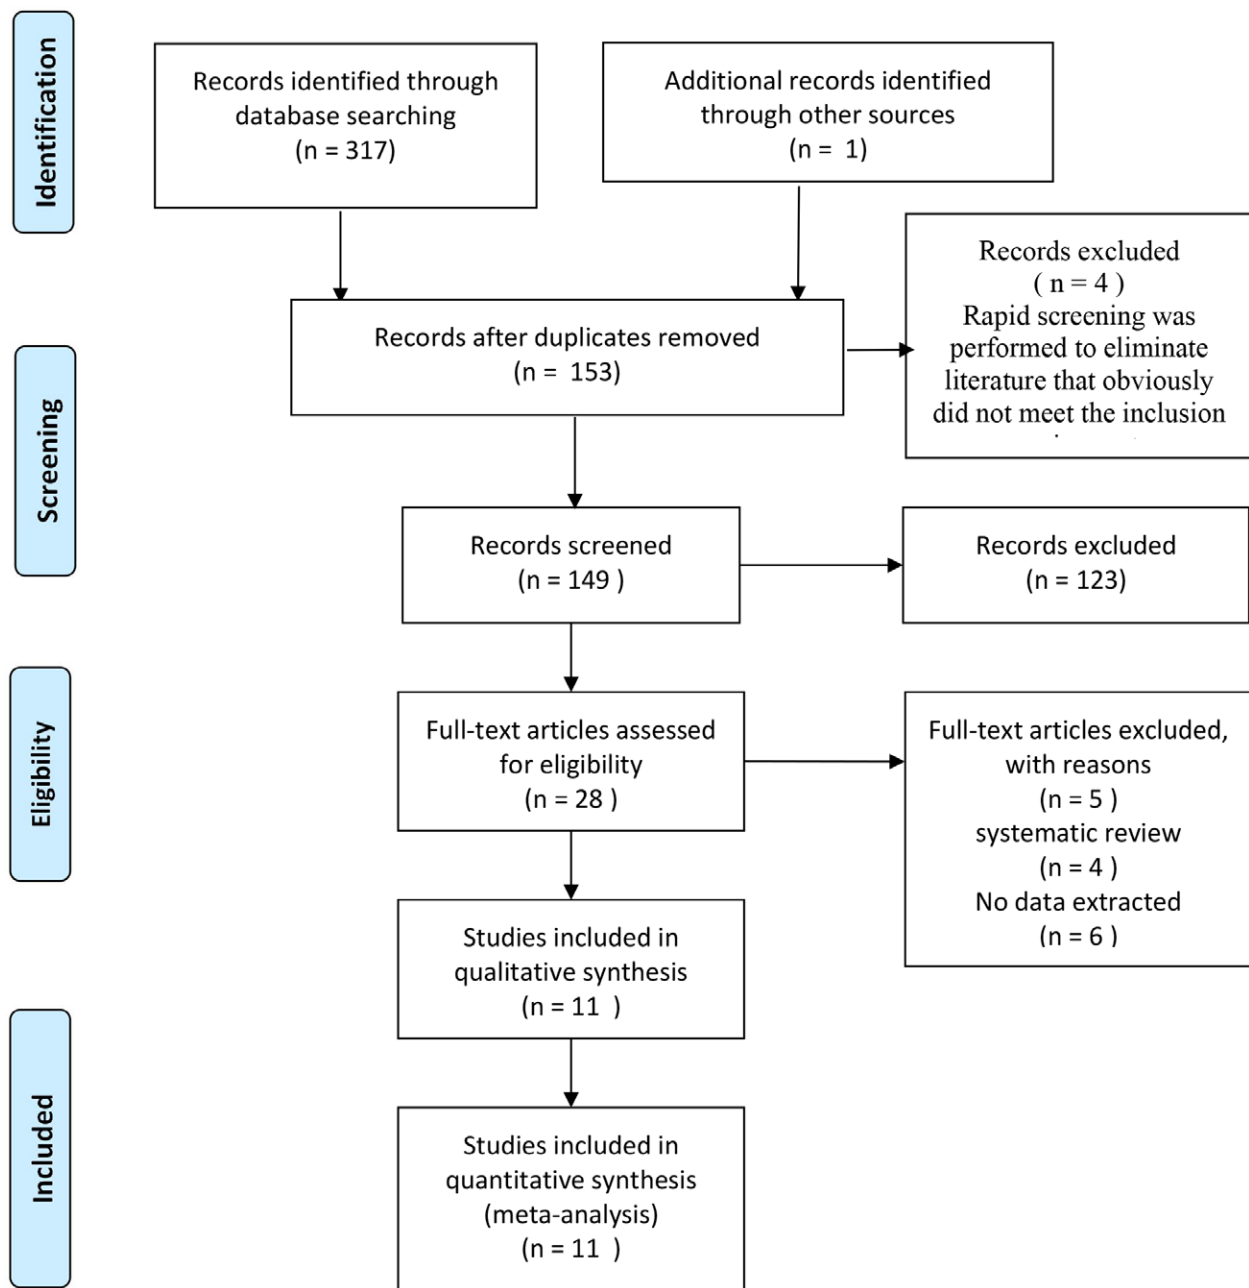 Identification
Records identified through
database searching
(n = 317)
Additional records identified
through other sources
(n = 1)
Records excluded
( n = 4 )
Rapid screening was
performed to eliminate
literature that obviously
did not meet the inclusion
Records after duplicates removed
(n = 153)
Screening
Records screened
(n = 149 )
Records excluded
(n = 123)
Eligibility
Full-text articles assessed
for eligibility
(n = 28 )
Full-text articles excluded,
with reasons
(n = 5 )
systematic review
(n = 4 )
No data extracted
(n = 6 )
Studies included in
qualitative synthesis
(n = 11 )
Included
Studies included in
quantitative synthesis
(meta-analysis)
(n = 11 )